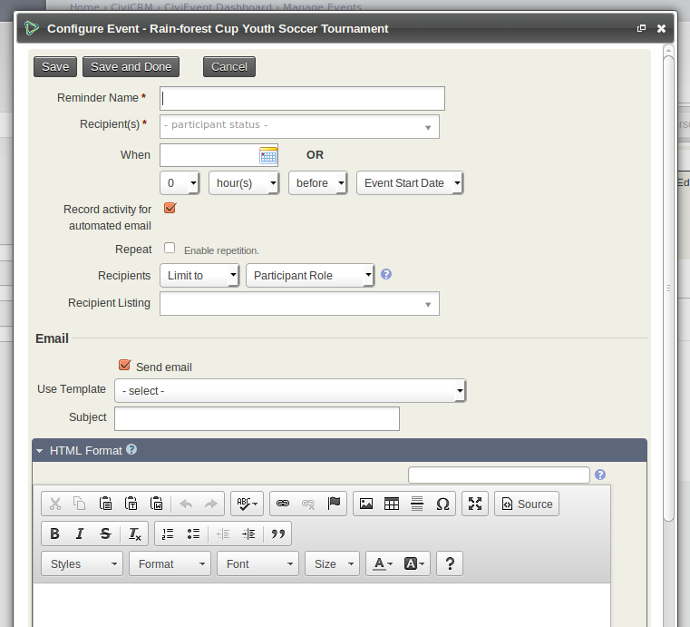 Home › CiviCRM › CiviEvent Dashboard › Manage Events
Configure Event - Rain-forest Cup Youth Soccer Tournament
Save Save and Done Cancel
Reminder Name *
Recipient(s) * - participant status -
When OR
0 hour(s) before Event Start Date
Record activity for
automated email
Repeat Enable repetition.
Recipients Limit to Participant Role ?
Recipient Listing
Email
Send email
Use Template - select -
Subject
HTML Format ?
?
ABC Ω Source
B I S Tx
Styles Format Font Size A A ?
Ed